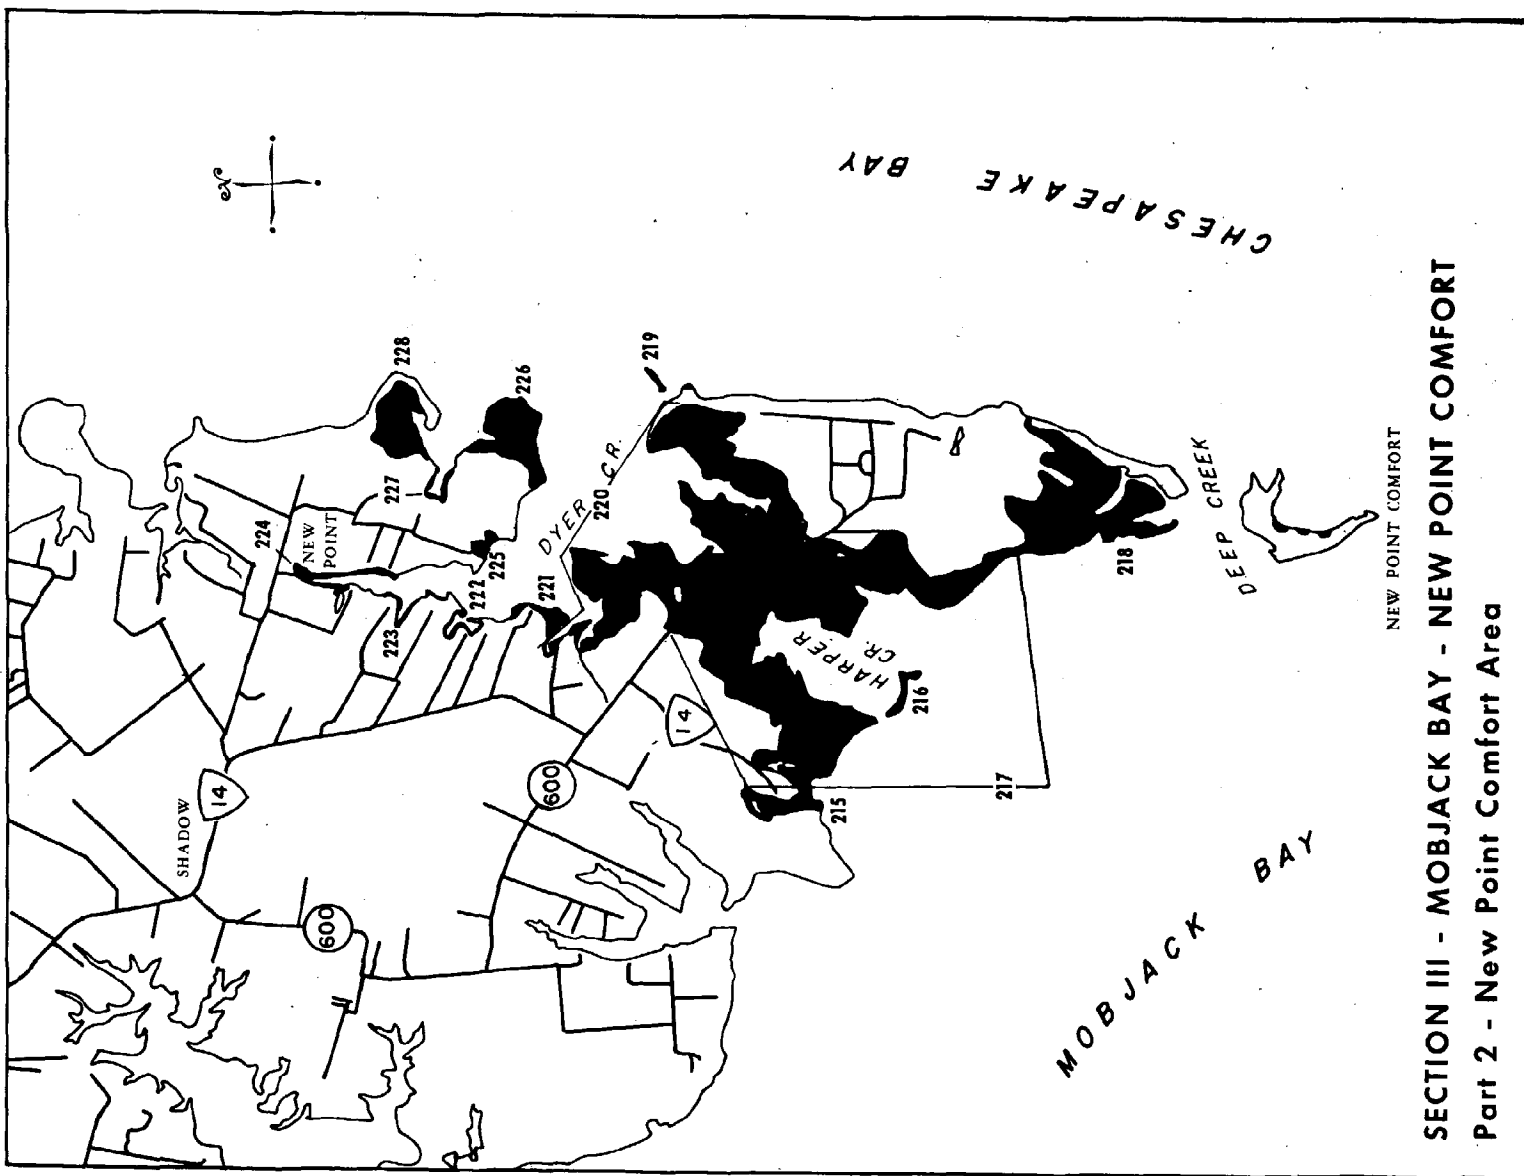 N
CHESAPEAKE BAY
228
226
219
227
224
NEW
POINT
DYER CR.
220
225
222
221
223
218
DEEP CREEK
NEW POINT COMFORT
HARPER
CR.
216
14
SHADOW
14
600
217
215
600
MOBJACK BAY
SECTION III - MOBJACK BAY - NEW POINT COMFORT
Part 2 - New Point Comfort Area